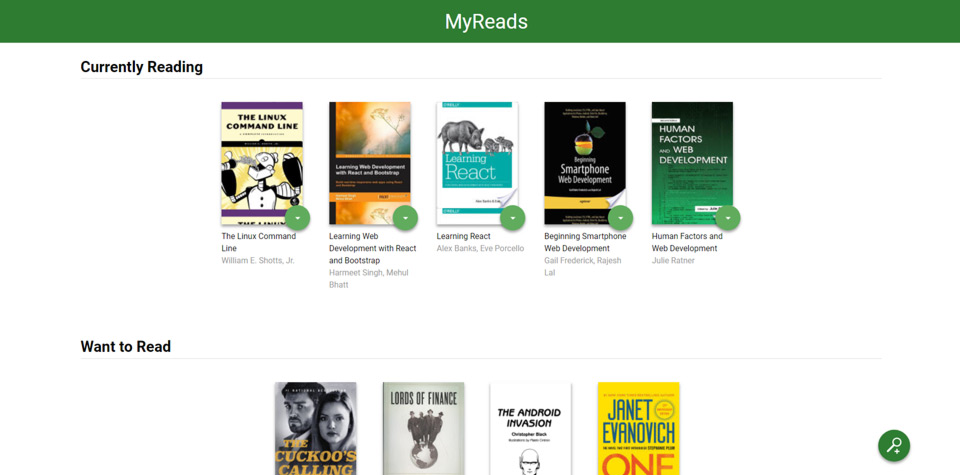 MyReads
Currently Reading
THE LINUX
COMMAND LINE
THE LINUX
The Linux Command
Line
William E. Shotts, Jr.
Learning Web Development
with React and Bootstrap
Learning Web
Development with React
and Bootstrap
Harmeet Singh, Mehul
Bhatt
O'REILLY
Learning
React
Learning React
Alex Banks, Eve Porcello
Beginning
Smartphone
Web Development
Beginning Smartphone
Web Development
Gail Frederick, Rajesh
Lal
HUMAN
FACTORS
AND WEB
DEVELOPMENT
Human Factors and
Web Development
Julie Ratner
Want to Read
THE
CUCKOO'S
CALLING
LORDS OF FINANCE
THE ANDROID
INVASION
Christopher Black
JANET
EVANOVICH
ONE